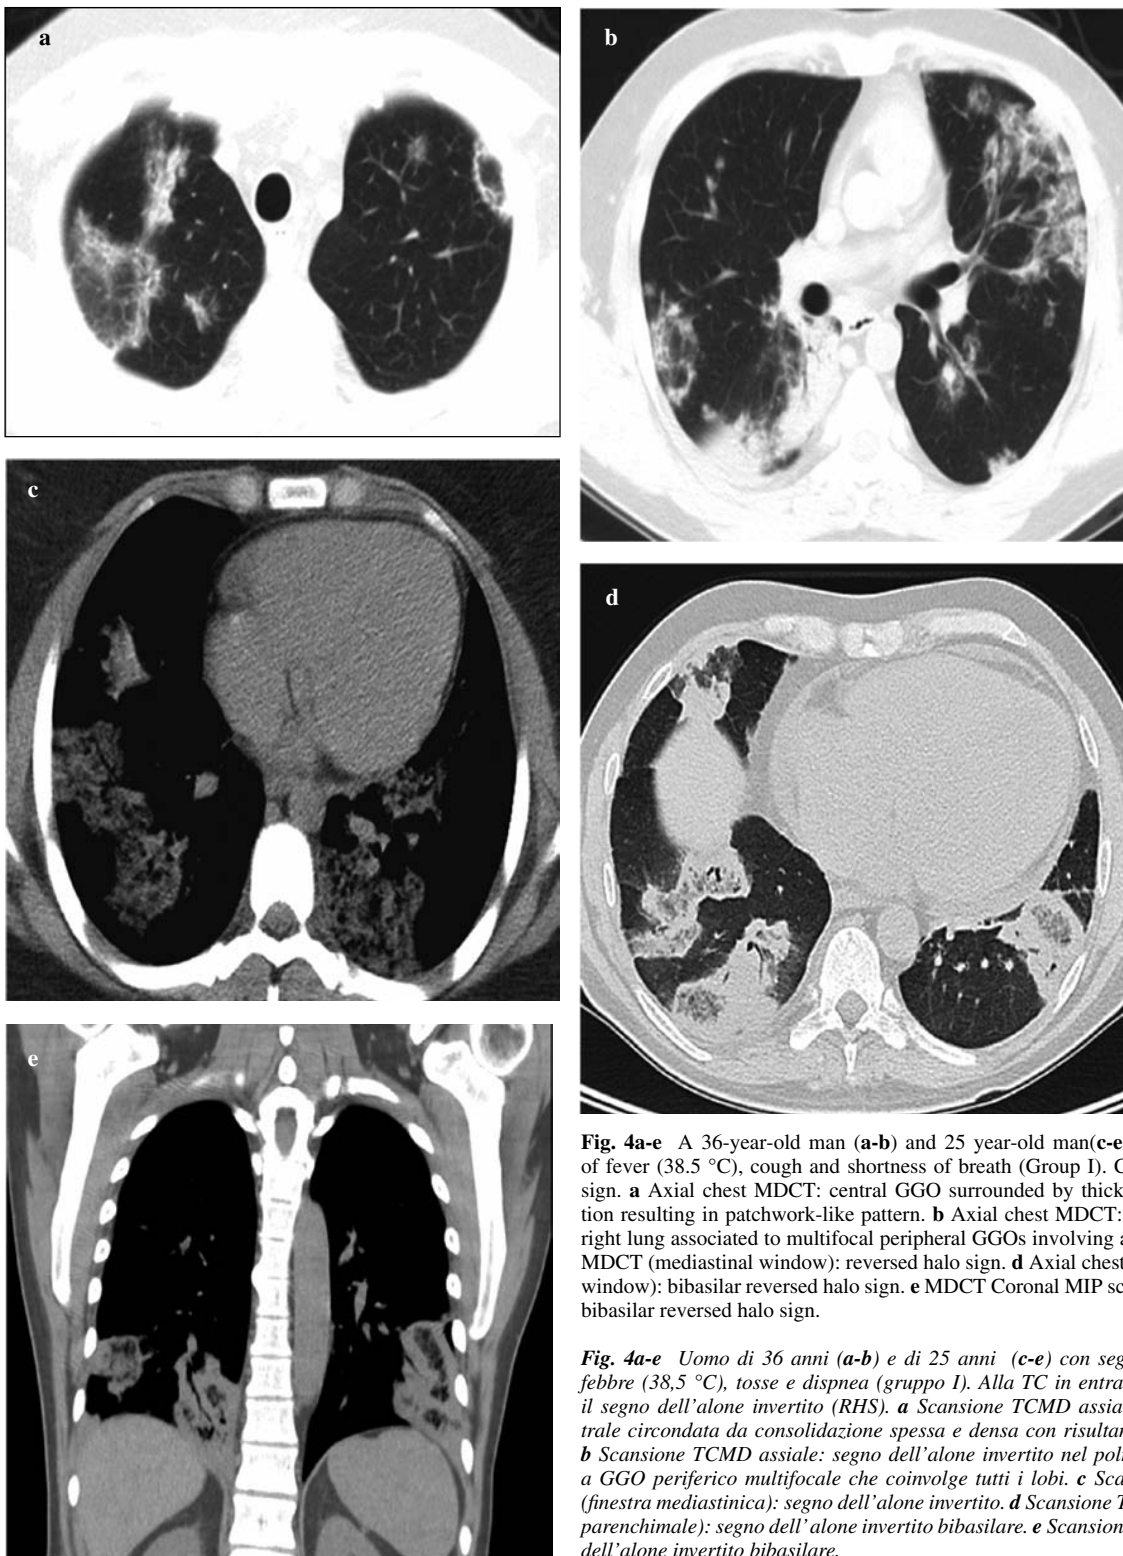 a
b
c
d
e
Fig. 4a-e A 36-year-old man (a-b) and 25 year-old man(c-e
of fever (38.5 °C), cough and shortness of breath (Group I). C
sign. a Axial chest MDCT: central GGO surrounded by thick
tion resulting in patchwork-like pattern. b Axial chest MDCT:
right lung associated to multifocal peripheral GGOs involving a
MDCT (mediastinal window): reversed halo sign. d Axial chest
window): bibasilar reversed halo sign. e MDCT Coronal MIP sc
bibasilar reversed halo sign.
Fig. 4a-e Uomo di 36 anni (a-b) e di 25 anni (c-e) con seg
febbre (38,5 °C), tosse e dispnea (gruppo I). Alla TC in entra
il segno dell'alone invertito (RHS). a Scansione TCMD assia
trale circondata da consolidazione spessa e densa con risultan
b Scansione TCMD assiale: segno dell'alone invertito nel poli
a GGO periferico multifocale che coinvolge tutti i lobi. c Sca
(finestra mediastinica): segno dell'alone invertito. d Scansione T
parenchimale): segno dell'alone invertito bibasilare. e Scansione
dell'alone invertito bibasilare.